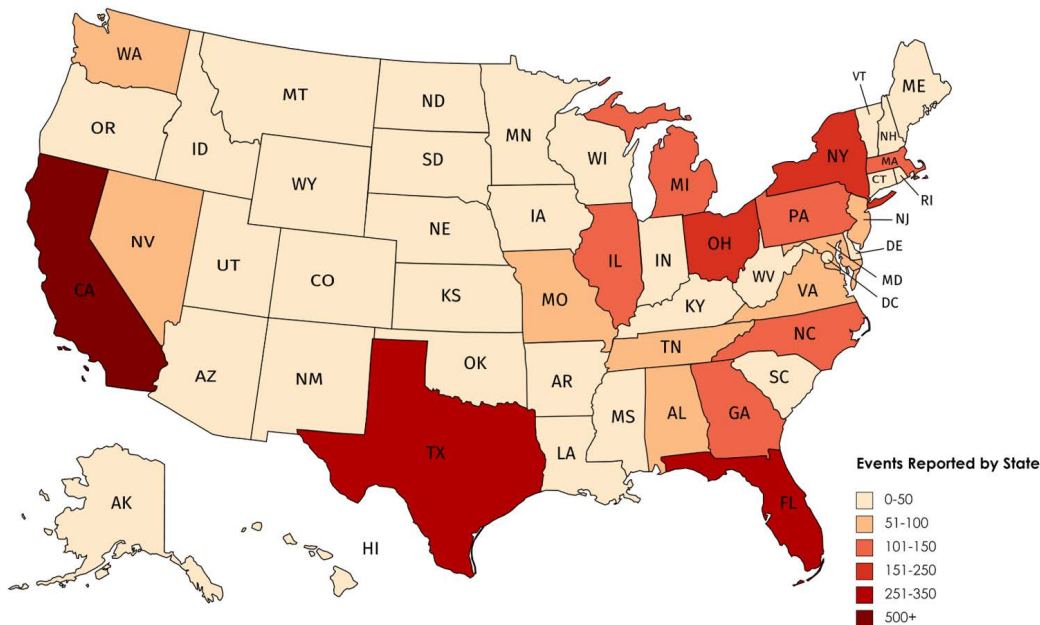 WA
OR
ID
MT
ND
MN
SD
WY
WI
MI
NY
VT
ME
NH
MA
CT
RI
CA
NV
UT
CO
NE
IA
KS
MO
IL
IN
OH
PA
NJ
DE
MD
DC
WV
VA
KY
AZ
NM
OK
AR
TN
NC
SC
MS
AL
GA
TX
LA
FL
AK
HI
Events Reported by State
0-50
51-100
101-150
151-250
251-350
500+